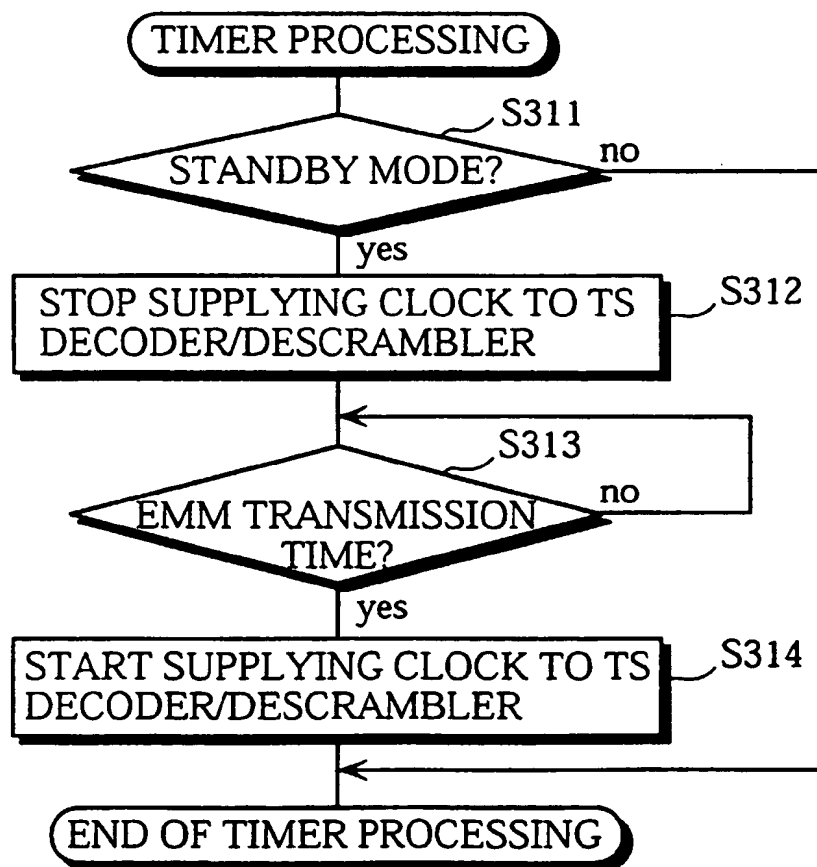 TIMER PROCESSING
S311
STANDBY MODE?
no
yes
STOP SUPPLYING CLOCK TO TS
DECODER/DESCRAMBLER
S312
S313
EMM TRANSMISSION
TIME?
no
yes
START SUPPLYING CLOCK TO TS
DECODER/DESCRAMBLER
S314
END OF TIMER PROCESSING